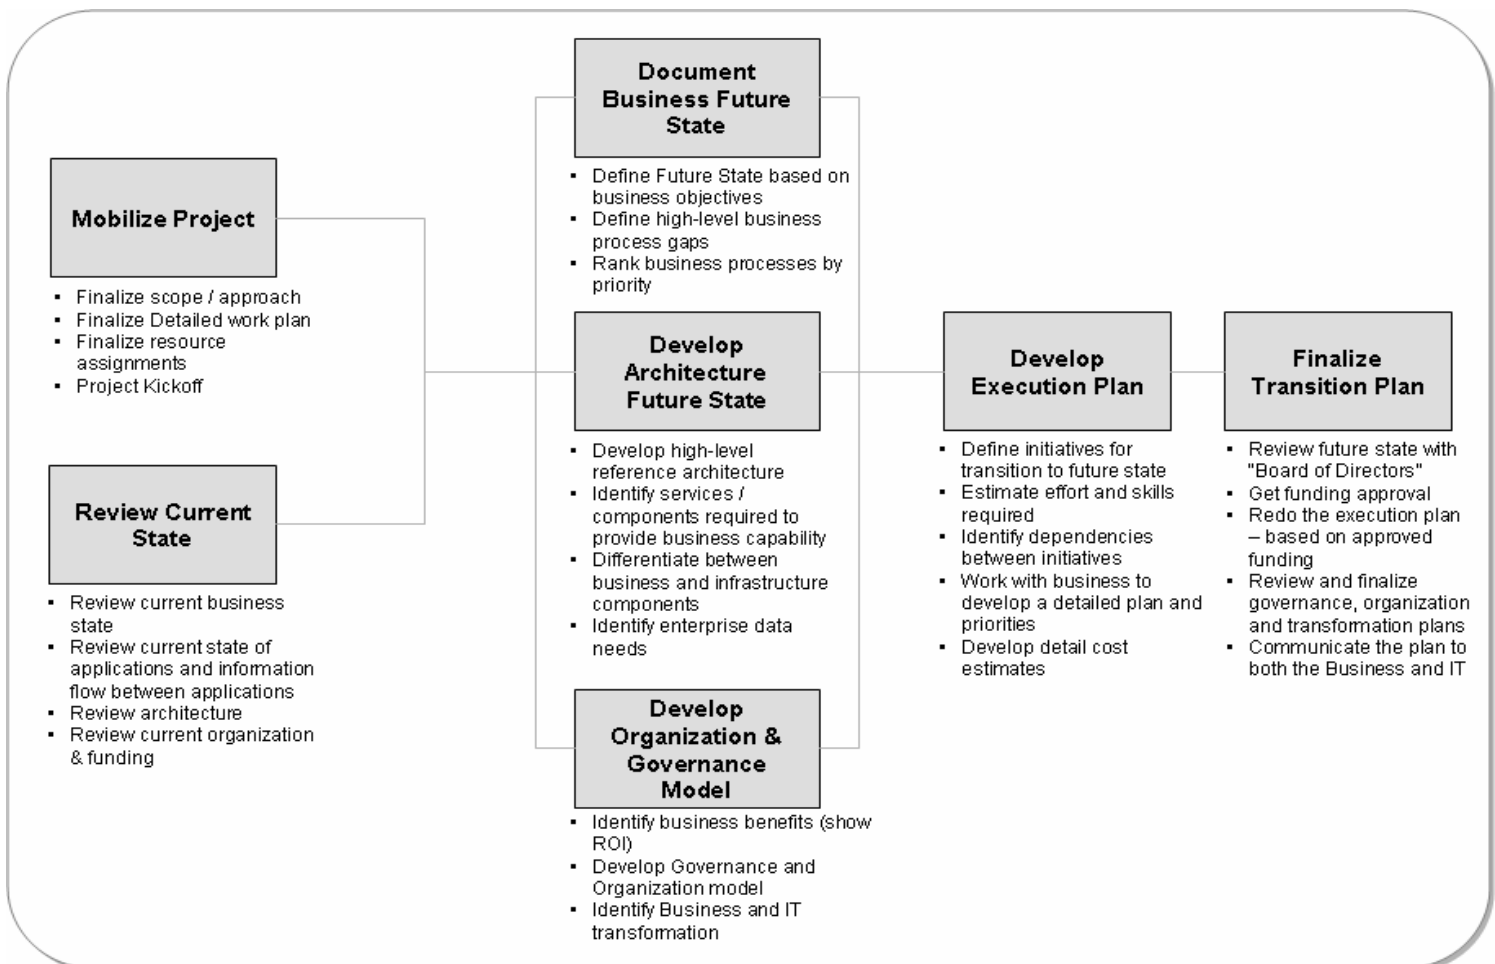 Mobilize Project
▪ Finalize scope / approach
▪ Finalize Detailed work plan
▪ Finalize resource
assignments
▪ Project Kickoff
Review Current
State
▪ Review current business
state
▪ Review current state of
applications and information
flow between applications
▪ Review architecture
▪ Review current organization
& funding
Document
Business Future
State
▪ Define Future State based on
business objectives
▪ Define high-level business
process gaps
▪ Rank business processes by
priority
Develop
Architecture
Future State
▪ Develop high-level
reference architecture
▪ Identify services /
components required to
provide business capability
▪ Differentiate between
business and infrastructure
components
▪ Identify enterprise data
needs
Develop
Organization &
Governance
Model
▪ Identify business benefits (show
ROI)
▪ Develop Governance and
Organization model
▪ Identify Business and IT
transformation
Develop
Execution Plan
▪ Define initiatives for
transition to future state
▪ Estimate effort and skills
required
▪ Identify dependencies
between initiatives
▪ Work with business to
develop a detailed plan and
priorities
▪ Develop detail cost
estimates
Finalize
Transition Plan
▪ Review future state with
"Board of Directors"
▪ Get funding approval
▪ Redo the execution plan
– based on approved
funding
▪ Review and finalize
governance, organization
and transformation plans
▪ Communicate the plan to
both the Business and IT